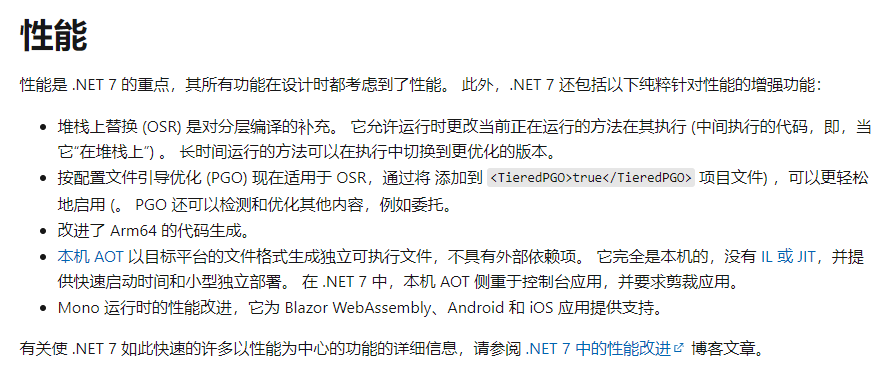 性能
性能是 .NET 7 的重点，其所有功能在设计时都考虑到了性能。 此外，.NET 7 还包括以下纯粹针对性能的增强功能：
• 堆栈上替换 (OSR) 是对分层编译的补充。 它允许运行时更改当前正在运行的方法在其执行 (中间执行的代码，即，当
它“在堆栈上”) 。 长时间运行的方法可以在执行中切换到更优化的版本。
• 按配置文件引导优化 (PGO) 现在适用于 OSR，通过将 添加到 <TieredPGO>true</TieredPGO> 项目文件) ，可以更轻松
地启用 (。 PGO 还可以检测和优化其他内容，例如委托。
• 改进了 Arm64 的代码生成。
• 本机 AOT 以目标平台的文件格式生成独立可执行文件，不具有外部依赖项。 它完全是本机的，没有 IL 或 JIT，并提
供快速启动时间和小型独立部署。 在 .NET 7 中，本机 AOT 侧重于控制台应用，并要求剪裁应用。
• Mono 运行时的性能改进，它为 Blazor WebAssembly、Android 和 iOS 应用提供支持。
有关使 .NET 7 如此快速的许多以性能为中心的功能的详细信息，请参阅 .NET 7 中的性能改进 博客文章。